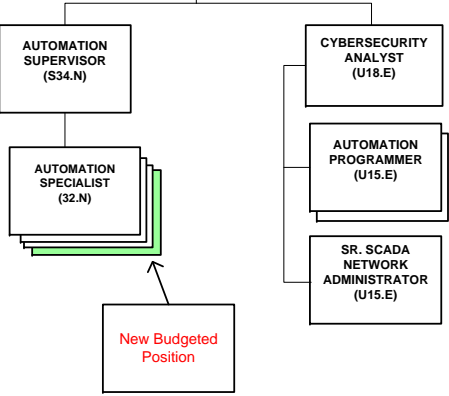 AUTOMATION
SUPERVISOR
(S34.N)
AUTOMATION
SPECIALIST
(32.N)
New Budgeted
Position
CYBERSECURITY
ANALYST
(U18.E)
AUTOMATION
PROGRAMMER
(U15.E)
SR. SCADA
NETWORK
ADMINISTRATOR
(U15.E)